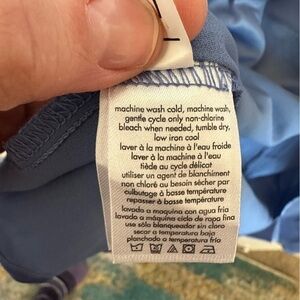 machine wash cold, machine wash,
gentle cycle only non-chlorine
bleach when needed, tumble dry,
low iron cool
laver à la machine à l'eau froide
laver à la machine à l'eau
tiède au cycle délicat
utiliser un agent de blanchiment
non chloré au besoin sécher par
culbutage à basse température
repasser à basse température
lavado a maquina con agua fria
lavado a máquina ciclo de ropa fina
use sólo blanqueador sin cloro
secar a temperatura baja
planchado a temperatura fria